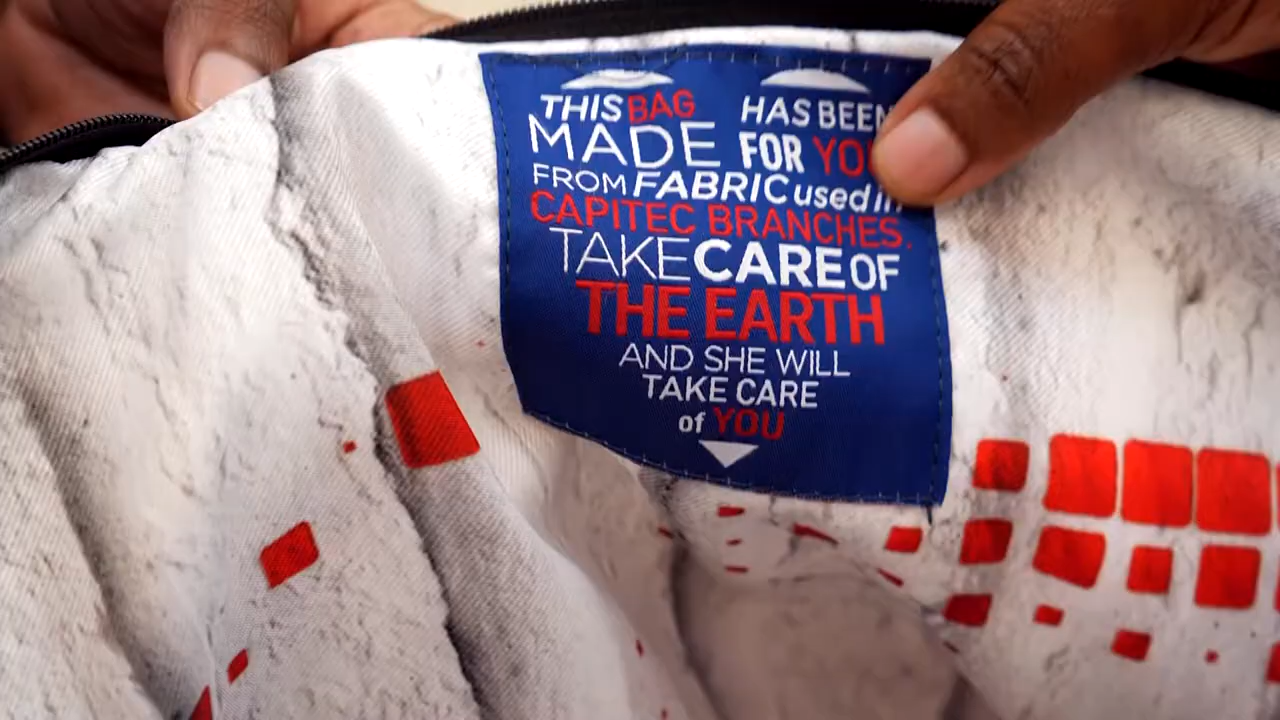 THIS BAG HAS BEEN
MADE FOR YOU
FROM FABRIC used in
CAPITEC BRANCHES.
TAKE CARE OF
THE EARTH
AND SHE WILL
TAKE CARE
of YOU